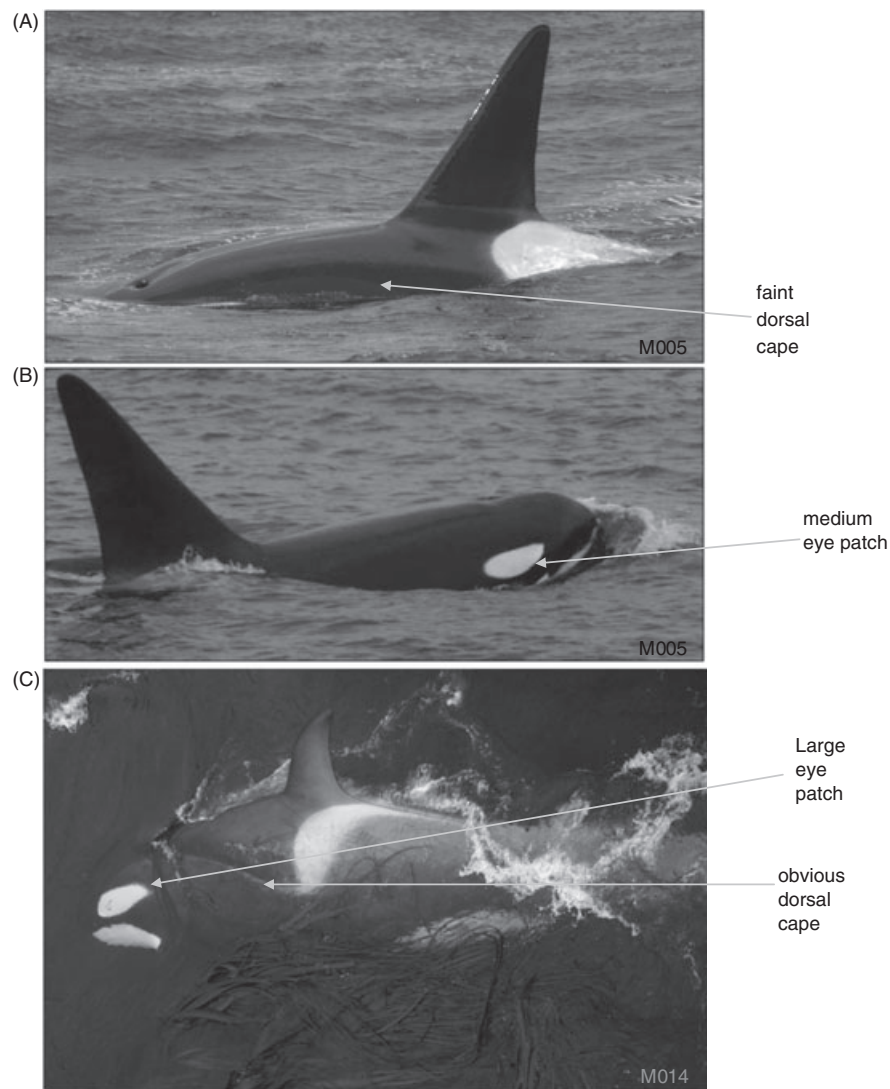 (A)
faint
dorsal
cape
M005
(B)
medium
eye patch
M005
(C)
Large
eye
patch
obvious
dorsal
cape
M014